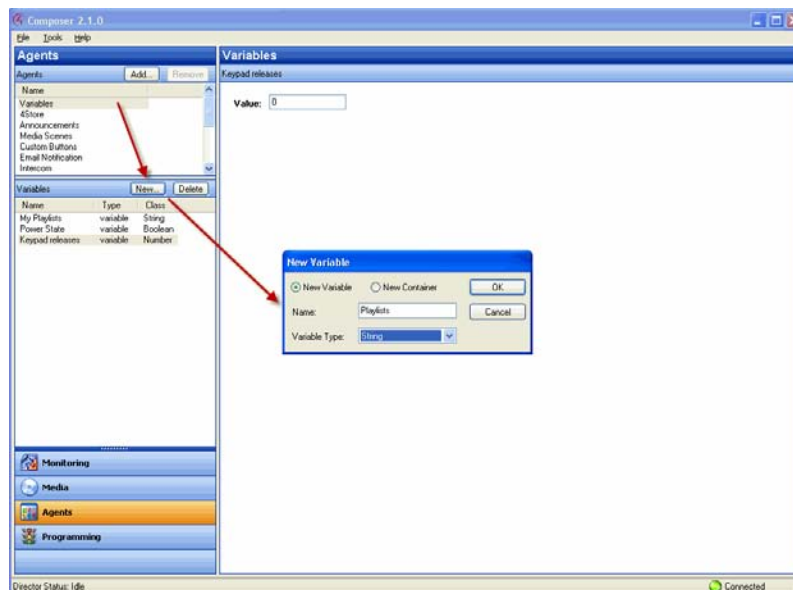 Composer 2.1.0
File Tools Help
Agents
Agents Add... Remove
Name
Variables
4Store
Announcements
Media Scenes
Custom Buttons
Email Notification
Intercom
Variables New... Delete
Name Type Class
My Playlists variable String
Power State variable Boolean
Keypad releases variable Number
Monitoring
Media
Agents
Programming
Variables
Keypad releases
Value: 0
New Variable
New Variable New Container OK
Name: Playlists Cancel
Variable Type: String
Director Status: Idle Connected